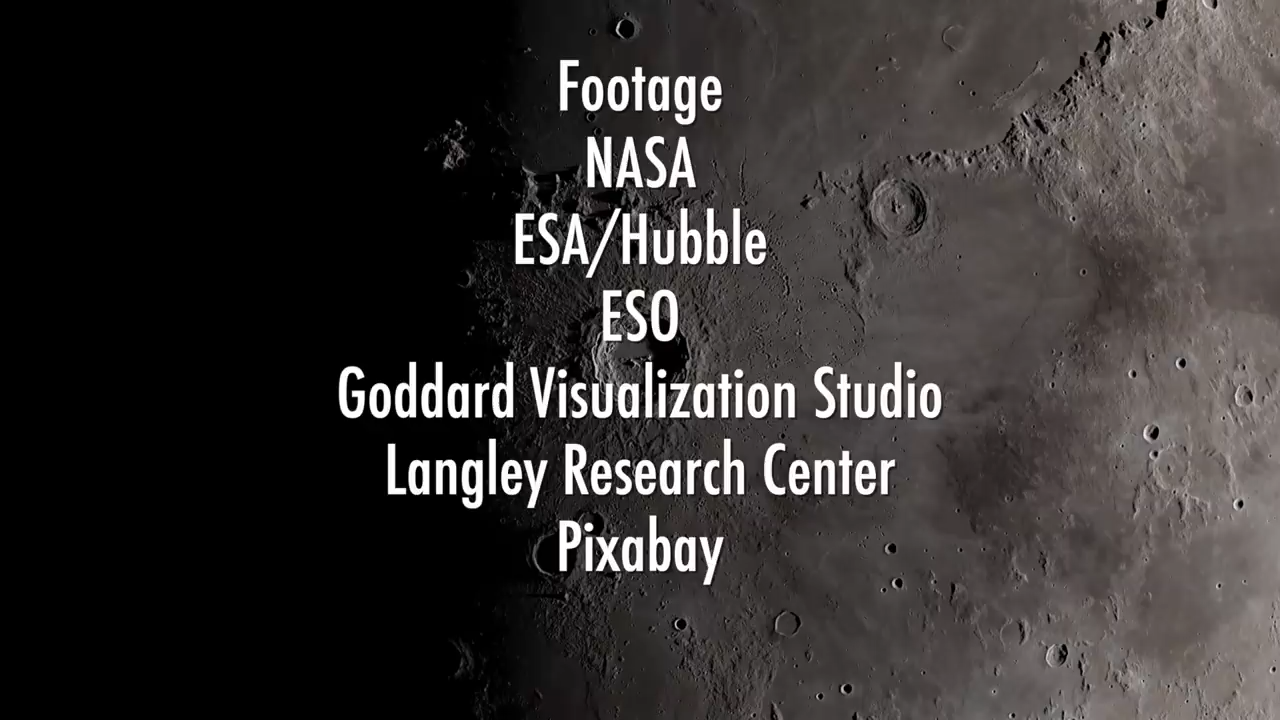 Footage
NASA
ESA/Hubble
ESO
Goddard Visualization Studio
Langley Research Center
Pixabay